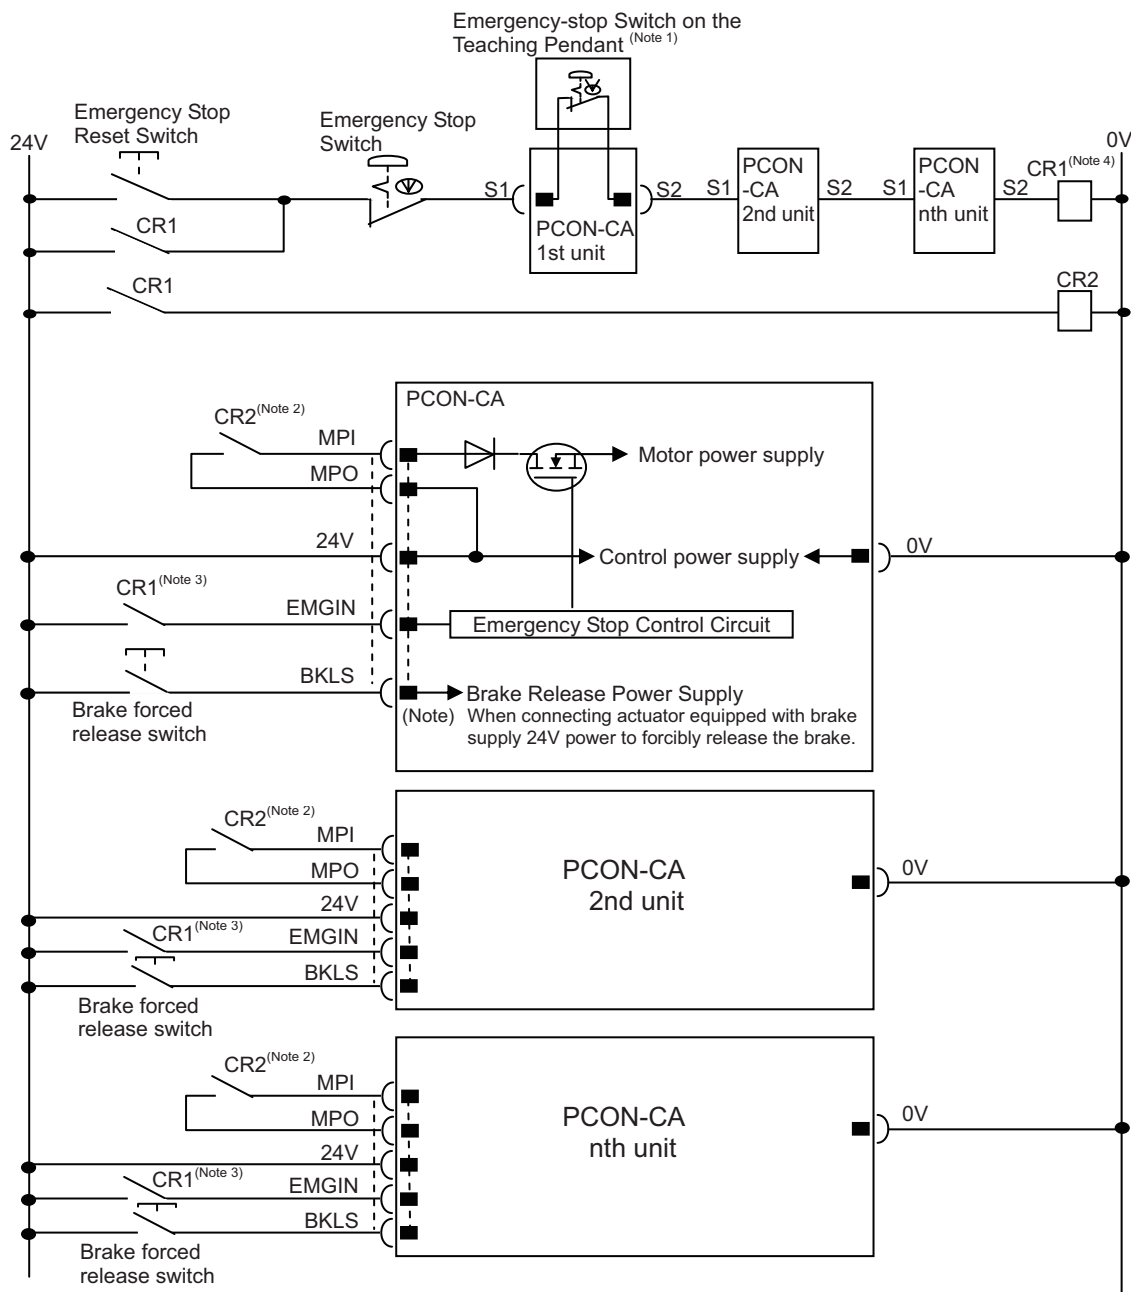 Emergency-stop Switch on the
Teaching Pendant (Note 1)
Emergency Stop
Reset Switch
Emergency Stop
Switch
24V
0V
S1
S2
S1
PCON
-CA
2nd unit
S2
S1
PCON
-CA
nth unit
S2
CR1 (Note 4)
PCON-CA
1st unit
CR1
CR1
CR2
PCON-CA
CR2 (Note 2)
MPI
Motor power supply
MPO
24V
Control power supply
0V
CR1 (Note 3)
EMGIN
Emergency Stop Control Circuit
BKLS
Brake Release Power Supply
(Note) When connecting actuator equipped with brake
supply 24V power to forcibly release the brake.
Brake forced
release switch
CR2 (Note 2)
MPI
MPO
24V
CR1 (Note 3)
EMGIN
BKLS
PCON-CA
2nd unit
0V
Brake forced
release switch
CR2 (Note 2)
MPI
MPO
24V
CR1 (Note 3)
EMGIN
BKLS
PCON-CA
nth unit
0V
Brake forced
release switch